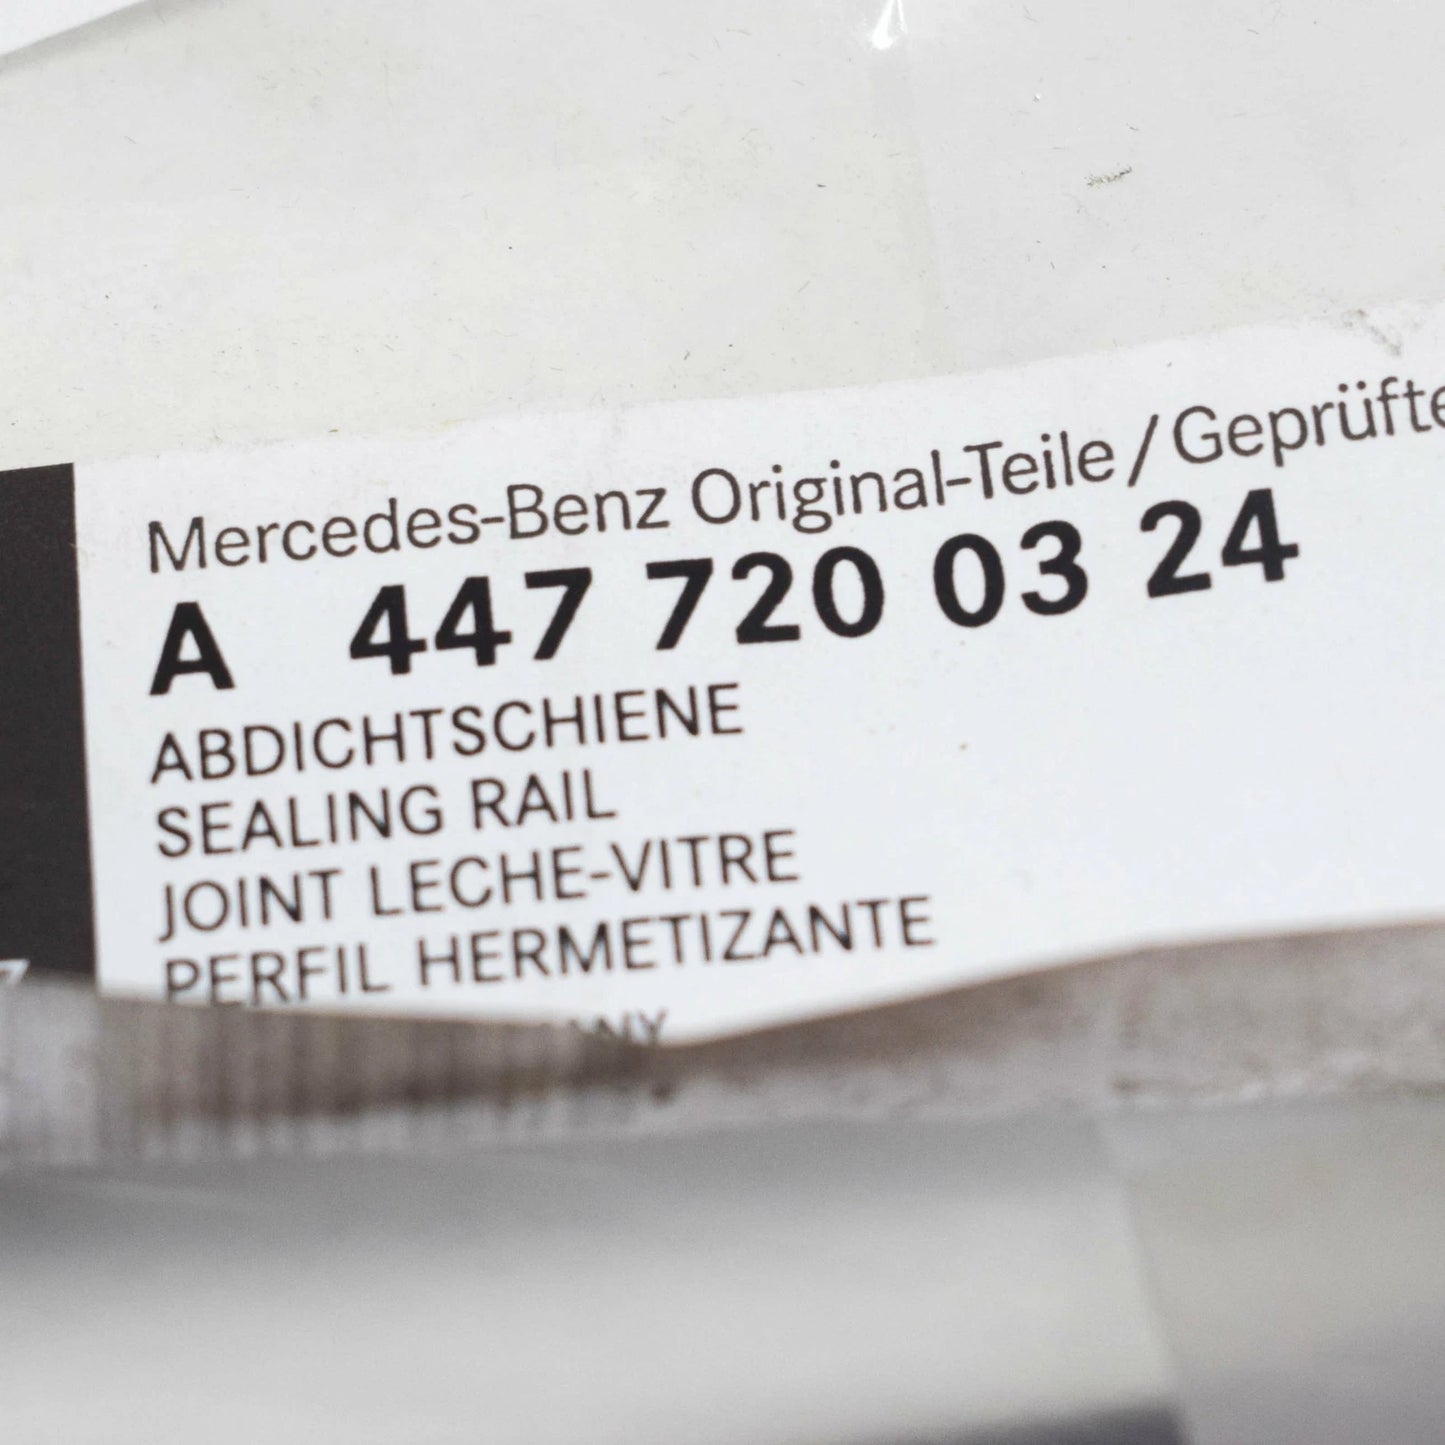 Mercedes-Benz Original-Teile / Geprüfte
A 447 720 03 24
ABDICHTSCHIENE
SEALING RAIL
JOINT LECHE-VITRE
PERFIL HERMETIZANTE